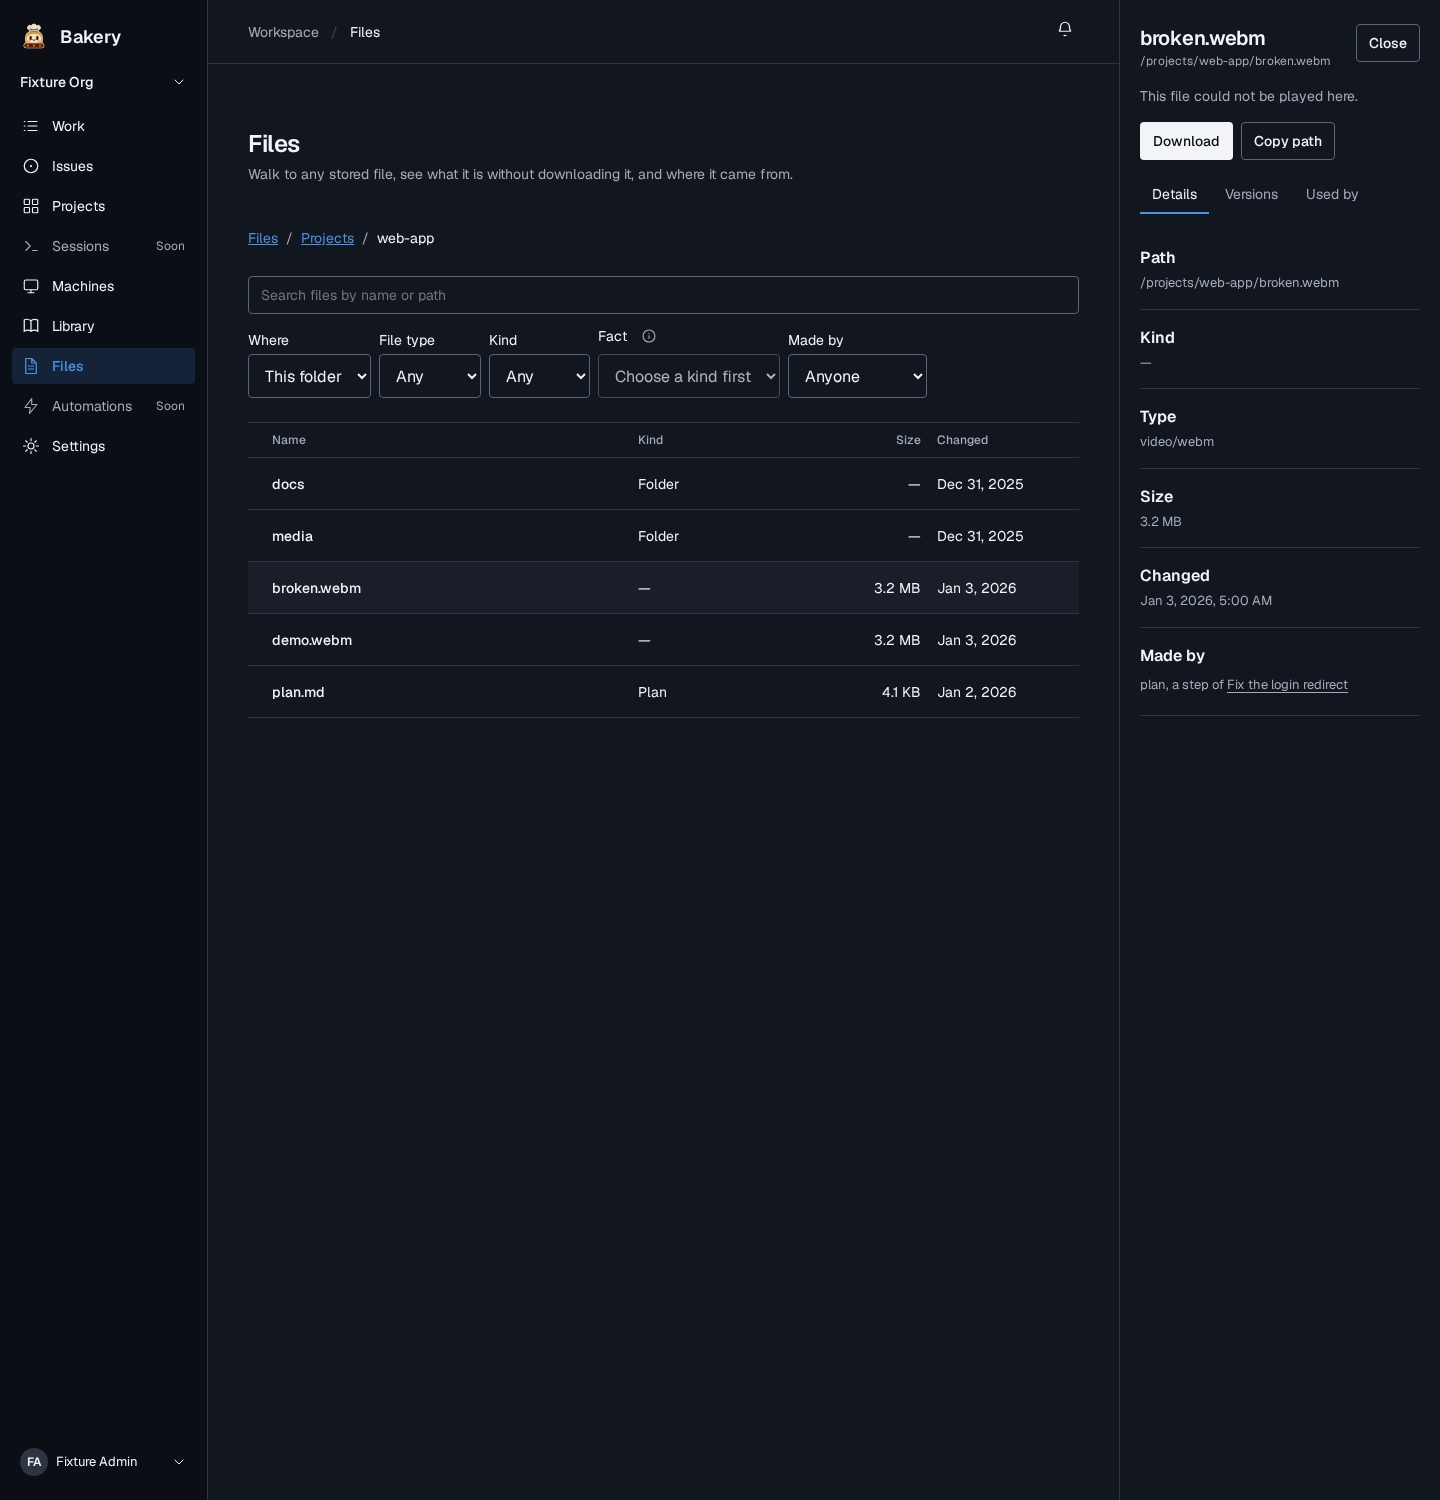 Bakery
Fixture Org
Work
Issues
Projects
Sessions Soon
Machines
Library
Files
Automations Soon
Settings
FA Fixture Admin
Workspace / Files
Files
Walk to any stored file, see what it is without downloading it, and where it came from.
Files / Projects / web-app
Search files by name or path
Where File type Kind Fact Made by
This folder Any Any Choose a kind first Anyone
Name Kind Size Changed
docs Folder — Dec 31, 2025
media Folder — Dec 31, 2025
broken.webm — 3.2 MB Jan 3, 2026
demo.webm — 3.2 MB Jan 3, 2026
plan.md Plan 4.1 KB Jan 2, 2026
broken.webm Close
/projects/web-app/broken.webm
This file could not be played here.
Download Copy path
Details Versions Used by
Path
/projects/web-app/broken.webm
Kind
—
Type
video/webm
Size
3.2 MB
Changed
Jan 3, 2026, 5:00 AM
Made by
plan, a step of Fix the login redirect